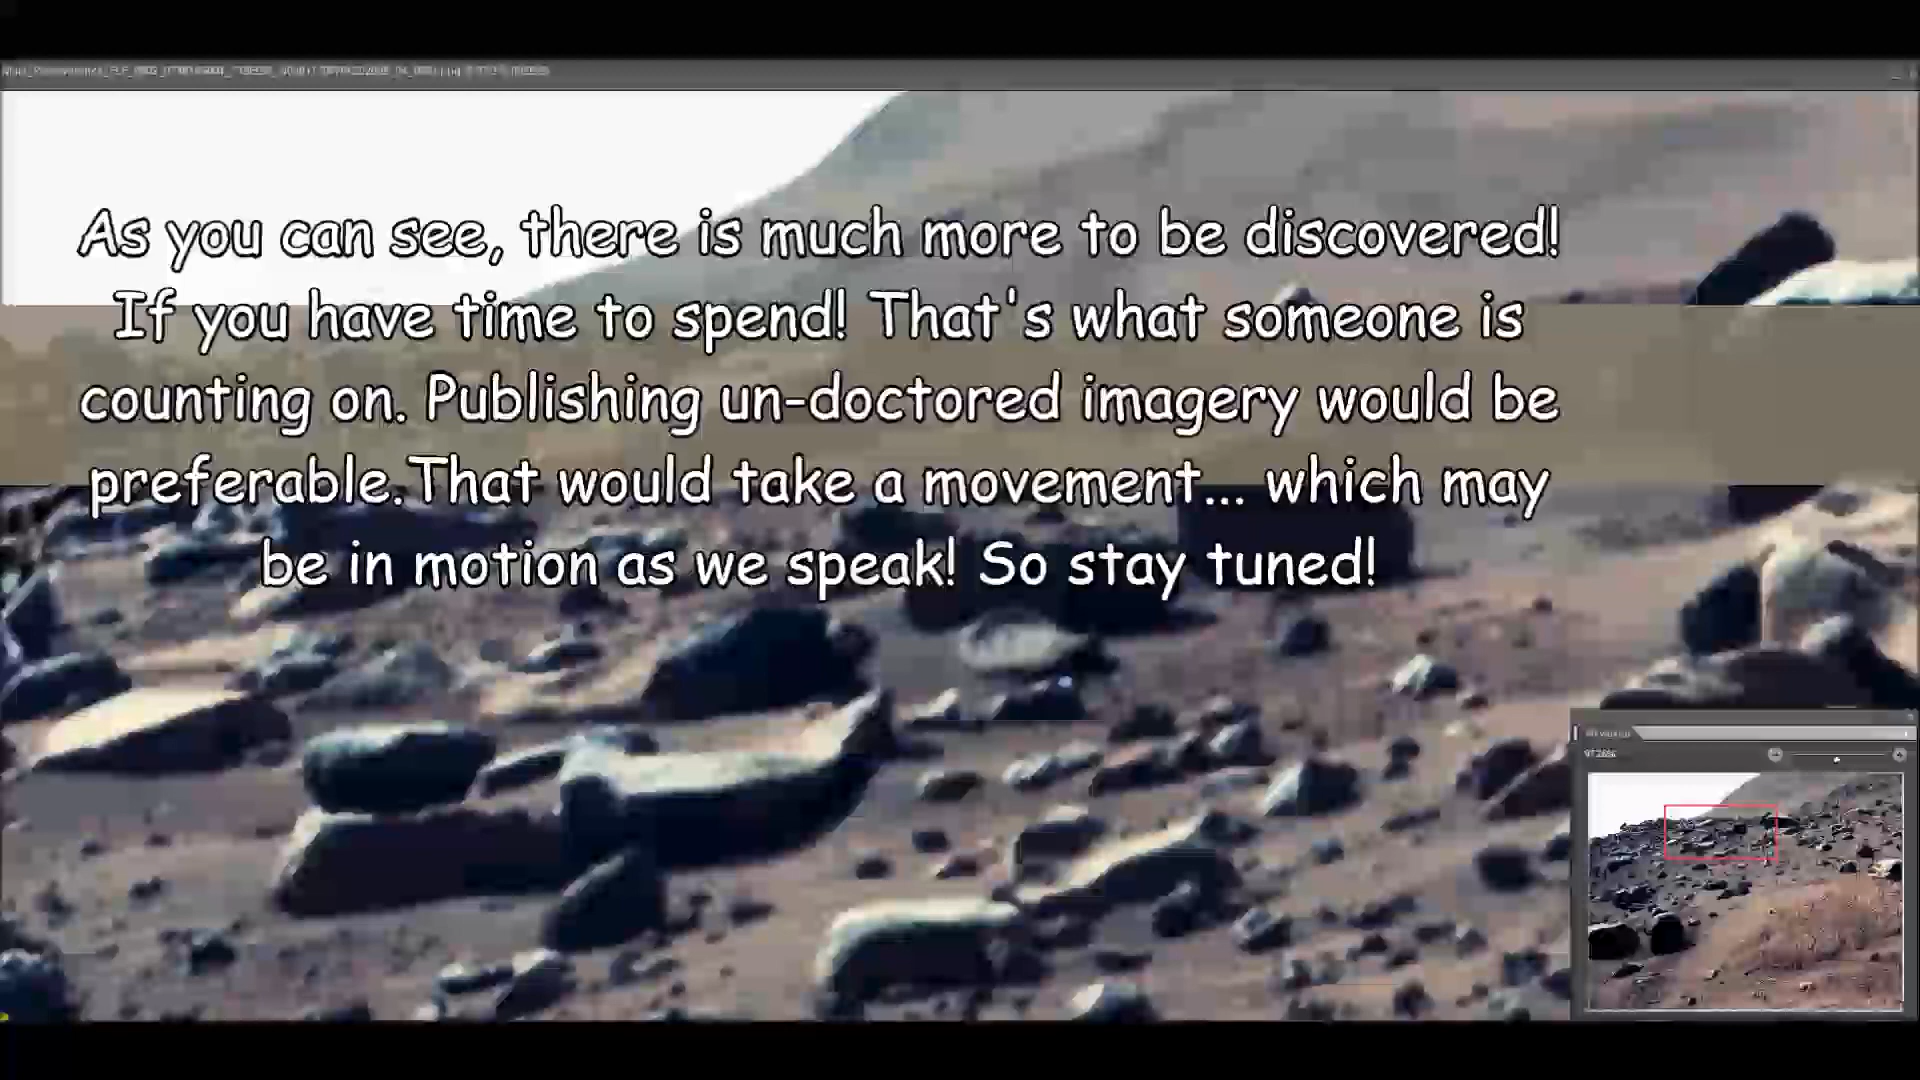 As you can see, there is much more to be discovered!
If you have time to spend! That's what someone is
counting on. Publishing un-doctored imagery would be
preferable.That would take a movement... which may
be in motion as we speak! So stay tuned!